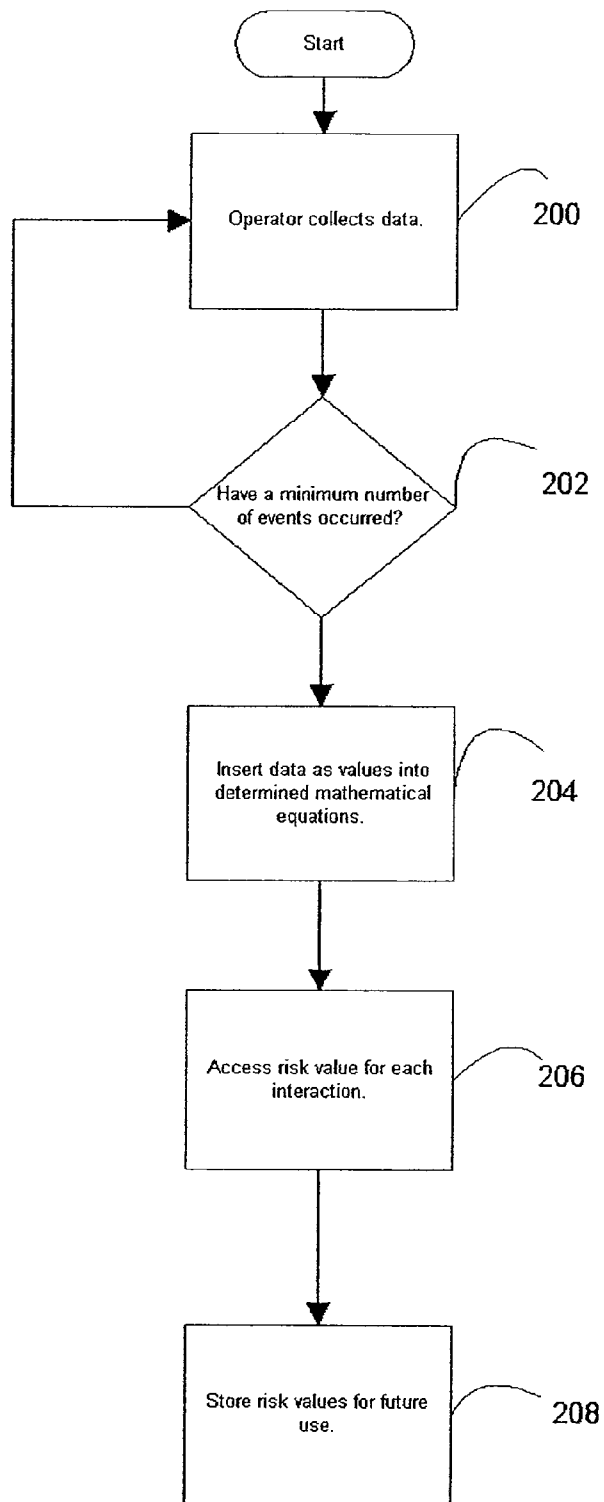 Start
Operator collects data.
200
Have a minimum number
of events occurred?
202
Insert data as values into
determined mathematical
equations.
204
Access risk value for each
interaction.
206
Store risk values for future
use.
208